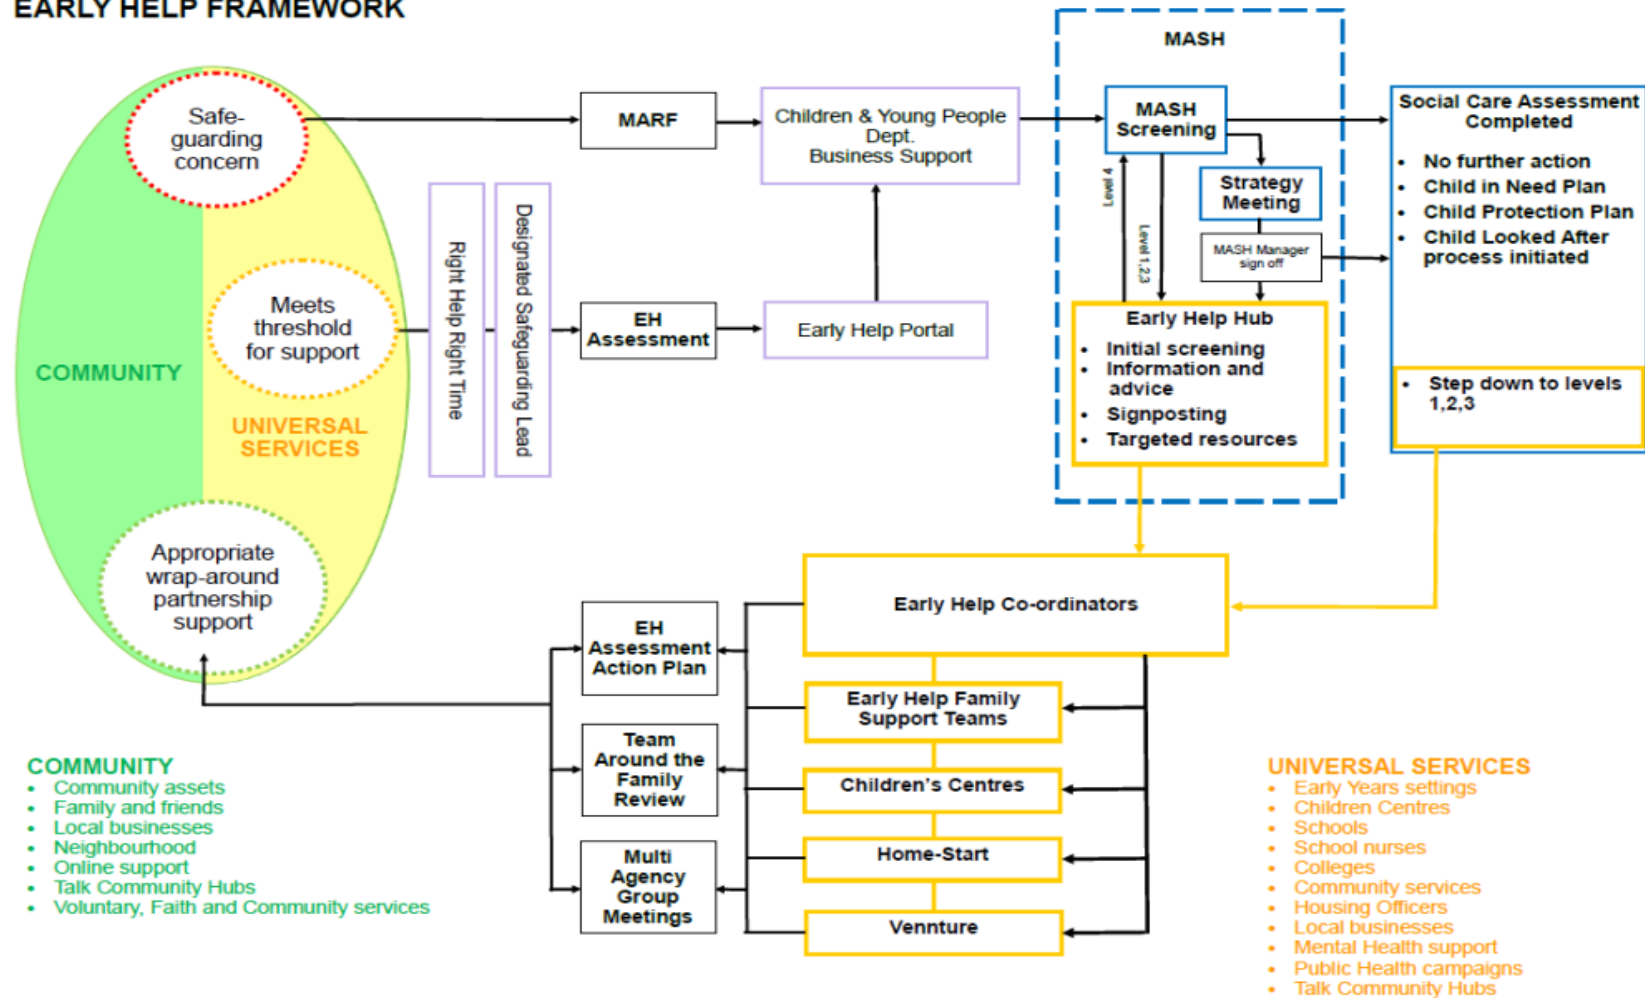 EARLY HELP FRAMEWORK
Safe-
guarding
concern
Meets
threshold
for support
COMMUNITY
UNIVERSAL
SERVICES
Appropriate
wrap-around
partnership
support
Right Help Right Time
Designated Safeguarding Lead
MARF
EH
Assessment
Children & Young People
Dept.
Business Support
Early Help Portal
MASH
MASH
Screening
Level 4
Level 1,2,3
Strategy
Meeting
MASH Manager
sign off
Early Help Hub
• Initial screening
• Information and
advice
• Signposting
• Targeted resources
Social Care Assessment
Completed
• No further action
• Child in Need Plan
• Child Protection Plan
• Child Looked After
process initiated
• Step down to levels
1,2,3
Early Help Co-ordinators
Early Help Family
Support Teams
Children's Centres
Home-Start
Vennture
EH
Assessment
Action Plan
Team
Around the
Family
Review
Multi
Agency
Group
Meetings
COMMUNITY
• Community assets
• Family and friends
• Local businesses
• Neighbourhood
• Online support
• Talk Community Hubs
• Voluntary, Faith and Community services
UNIVERSAL SERVICES
• Early Years settings
• Children Centres
• Schools
• School nurses
• Colleges
• Community services
• Housing Officers
• Local businesses
• Mental Health support
• Public Health campaigns
• Talk Community Hubs